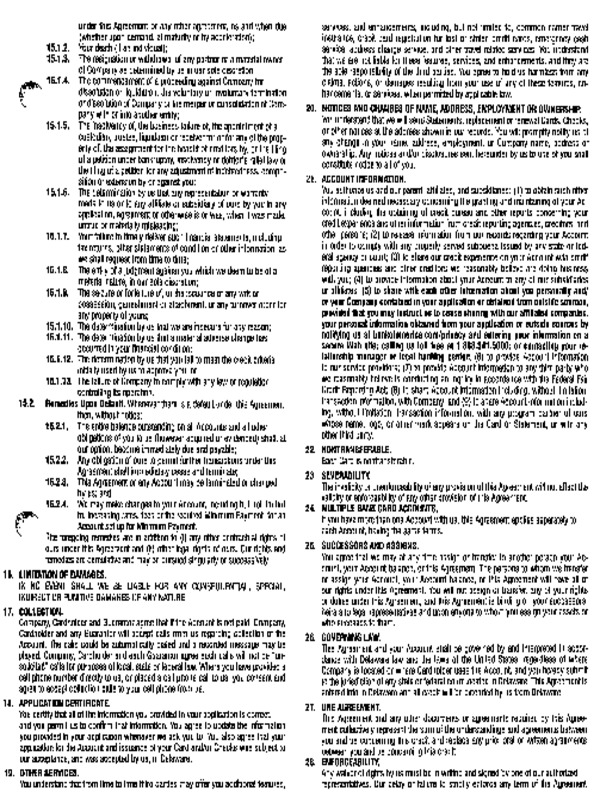 under this Agreement or any other agreement, as and when due
(whether upon demand, at maturity or by acceleration);
15.1.2. Your death (if an individual);
15.1.3. The resignation or withdrawal of any partner or a material owner
of Company as determined by us in our sole discretion
15.1.4. The commencement of a proceeding against Company for
dissolution or liquidation, the voluntary or involuntary termination
or dissolution of Company or the merger or consolidation of Com-
pany with or into another entity;
15.1.5. The insolvency of, the business failure of, the appointment of a
custodian, trustee, liquidator or receiver for or for any of the prop-
erty of, the assignment for the benefit of creditors by, or the filing
of a petition under bankruptcy, insolvency or debtor's relief law or
the filing of a petition for any adjustment of indebtedness, compo-
sition or extension by or against you;
15.1.6. The determination by us that any representation or warranty
made to us or to any affiliate or subsidiary of ours by you in any
application, agreement or otherwise is or was, when it was made,
untrue or materially misleading;
15.1.7. Your failure to timely deliver such financial statements, including
tax returns, other statements of condition or other information, as
we shall request from time to time;
15.1.8. The entry of a judgment against you which we deem to be of a
material nature, in our sole discretion;
15.1.9. The seizure or forfeiture of, or the issuance of any writ of
possession, garnishment or attachment, or any turnover order for
any property of yours;
15.1.10. The determination by us that we are insecure for any reason;
15.1.11. The determination by us that a material adverse change has
occurred in your financial condition;
15.1.12. The determination by us that you fail to meet the credit criteria
initially used by us to approve you; or
15.1.13. The failure of Company to comply with any law or regulation
controlling its operation.
15.2. Remedies Upon Default. Whenever there is a default under this Agreement,
then, without notice:
15.2.1. The entire balance outstanding on all Accounts and all other
obligations of you to us (however acquired or evidenced) shall, at
our option, become immediately due and payable;
15.2.2. Any obligation of ours to permit further transactions under this
Agreement shall immediately cease and terminate;
15.2.3. This Agreement or any Account may be terminated or changed
by us; and
15.2.4. We may make changes to your Account, including but not limited
to, increasing rates, fees or the required Minimum Payment for an
Account set up for Minimum Payment.
The foregoing remedies are in addition to (i) any other contractual rights of
ours under this Agreement and (ii) other legal rights of ours. Our rights and
remedies are cumulative and may be pursued singularly or successively.
16. LIMITATION OF DAMAGES.
IN NO EVENT SHALL WE BE LIABLE FOR ANY CONSEQUENTIAL, SPECIAL,
INDIRECT OR PUNITIVE DAMAGES OF ANY NATURE.
17. COLLECTION.
Company, Cardholder and Guarantor agree that if the Account is not paid, Company,
Cardholder and any Guarantor will accept calls from us regarding collection of the
Account. The calls could be automatically dialed and a recorded message may be
played. Company, Cardholder and each Guarantor agree such calls will not be "un-
solicited" calls for purposes of local, state or federal law. Where you have provided a
cell phone number directly to us, or placed a cell phone call to us, you consent and
agree to accept collection calls to your cell phone from us.
18. APPLICATION CERTIFICATE.
You certify that all of the information you provided in your application is correct,
and you permit us to confirm that information. You agree to update the information
you provided in your application whenever we ask you to. You also agree that your
application for the Account and issuance of your Card and/or Checks was subject to
our acceptance, and was accepted by us, in Delaware.
19. OTHER SERVICES.
You understand that from time to time third parties may offer you additional features,
services, and enhancements, including, but not limited to, common carrier travel
insurance, credit card registration for lost or stolen credit cards, emergency cash
service, address change service, and other travel related services. You understand
that we are not liable for these features, services, and enhancements, and they are
the sole responsibility of the third parties. You agree to hold us harmless from any
claims, actions, or damages resulting from your use of any of these features, en-
hancements, or services, when permitted by applicable law.
20. NOTICES AND CHANGES OF NAME, ADDRESS, EMPLOYMENT OR OWNERSHIP.
You understand that we will send Statements, replacement or renewal Cards, Checks,
or other notices at the address shown in our records. You will promptly notify us of
any change in your name, address, employment, or Company name, address or
ownership. Any notices and/or disclosures sent hereunder by us to one of you shall
constitute notice to all of you.
21. ACCOUNT INFORMATION.
You authorize us and our parent, affiliates, and subsidiaries: (1) to obtain such other
information deemed necessary concerning the granting and maintaining of your Ac-
count, including the obtaining of credit bureau and other reports concerning your
credit experience and other information from credit reporting agencies, creditors and
other persons; (2) to release information from our records regarding your Account
in order to comply with any properly served subpoena issued by any state or fed-
eral agency or court; (3) to share our credit experience on your Account with credit
reporting agencies and other creditors we reasonably believe are doing business
with you; (4) to provide information about your Account to any of our subsidiaries
or affiliates; (5) to share with each other information about you personally and/
or your Company contained in your application or obtained from outside sources,
provided that you may instruct us to cease sharing with our affiliated companies,
your personal information obtained from your application or outside sources by
notifying us at bankofamerica.com/privacy and entering your information on a
secure Web site; calling us toll free at 1.888.341.5000; or contacting your re-
lationship manager or local banking center, (6) to provide Account information
to our service providers; (7) to provide Account information to any third party who
we reasonably believe is conducting an inquiry in accordance with the Federal Fair
Credit Reporting Act; (8) to share Account information including, without limitation,
transaction information, with Company; and (9) to share Account information includ-
ing, without limitation, transaction information, with any program partner of ours
whose name, logo, or other mark appears on the Card or Statement, or with any
other third party.
22. NONTRANSFERABLE.
Each Card is nontransferable.
23. SEVERABILITY.
The invalidity or unenforceability of any provision of this Agreement will not affect the
validity or enforceability of any other provision of this Agreement.
24. MULTIPLE BANK CARD ACCOUNTS.
If you have more than one Account with us, this Agreement applies separately to
each Account, having the same terms.
25. SUCCESSORS AND ASSIGNS.
You agree that we may at any time assign or transfer to another person your Ac-
count, your Account balance, or this Agreement. The persons to whom we transfer
or assign your Account, your Account balance, or this Agreement will have all of
our rights under this Agreement. You will not assign or transfer any of your rights
or duties under this Agreement, and this Agreement is binding on your successors,
heirs and legal representatives and upon anyone to whom you assign your assets or
who succeeds to them.
26. GOVERNING LAW.
This Agreement and your Account shall be governed by and interpreted in accor-
dance with Delaware law and the laws of the United States, regardless of where
Company is located or where Cardholder uses the Account, and you hereby submit
to the jurisdiction of any state or federal court located in Delaware. This Agreement is
entered into in Delaware and all credit will be extended by us from Delaware.
27. ONE AGREEMENT.
This Agreement and any other documents or agreements required by this Agree-
ment collectively represent the sum of the understandings and agreements between
you and us concerning this credit and replace any prior oral or written agreements
between you and us concerning this credit.
28. ENFORCEABILITY.
Any waiver of rights by us must be in writing and signed by one of our authorized
representatives. Our delay or failure to strictly enforce any term of the Agreement